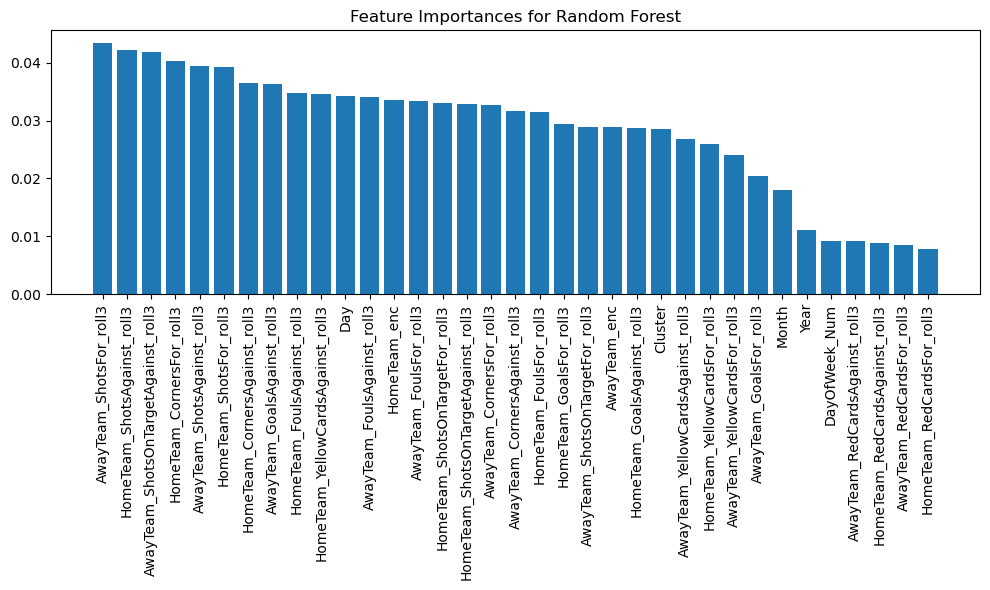 Feature Importances for Random Forest
0.04
0.03
0.02
0.01
0.00
AwayTeam_ShotsFor_roll3
HomeTeam_ShotsAgainst_roll3
AwayTeam_ShotsOnTargetAgainst_roll3
HomeTeam_CornersFor_roll3
AwayTeam_ShotsAgainst_roll3
HomeTeam_ShotsFor_roll3
HomeTeam_CornersAgainst_roll3
AwayTeam_GoalsAgainst_roll3
HomeTeam_FoulsAgainst_roll3
HomeTeam_YellowCardsAgainst_roll3
Day
AwayTeam_FoulsAgainst_roll3
HomeTeam_enc
AwayTeam_FoulsFor_roll3
HomeTeam_ShotsOnTargetFor_roll3
HomeTeam_ShotsOnTargetAgainst_roll3
AwayTeam_CornersFor_roll3
AwayTeam_CornersAgainst_roll3
HomeTeam_FoulsFor_roll3
HomeTeam_GoalsFor_roll3
AwayTeam_ShotsOnTargetFor_roll3
AwayTeam_enc
HomeTeam_GoalsAgainst_roll3
Cluster
AwayTeam_YellowCardsAgainst_roll3
HomeTeam_YellowCardsFor_roll3
AwayTeam_YellowCardsFor_roll3
AwayTeam_GoalsFor_roll3
Month
Year
DayOfWeek_Num
AwayTeam_RedCardsAgainst_roll3
HomeTeam_RedCardsAgainst_roll3
AwayTeam_RedCardsFor_roll3
HomeTeam_RedCardsFor_roll3